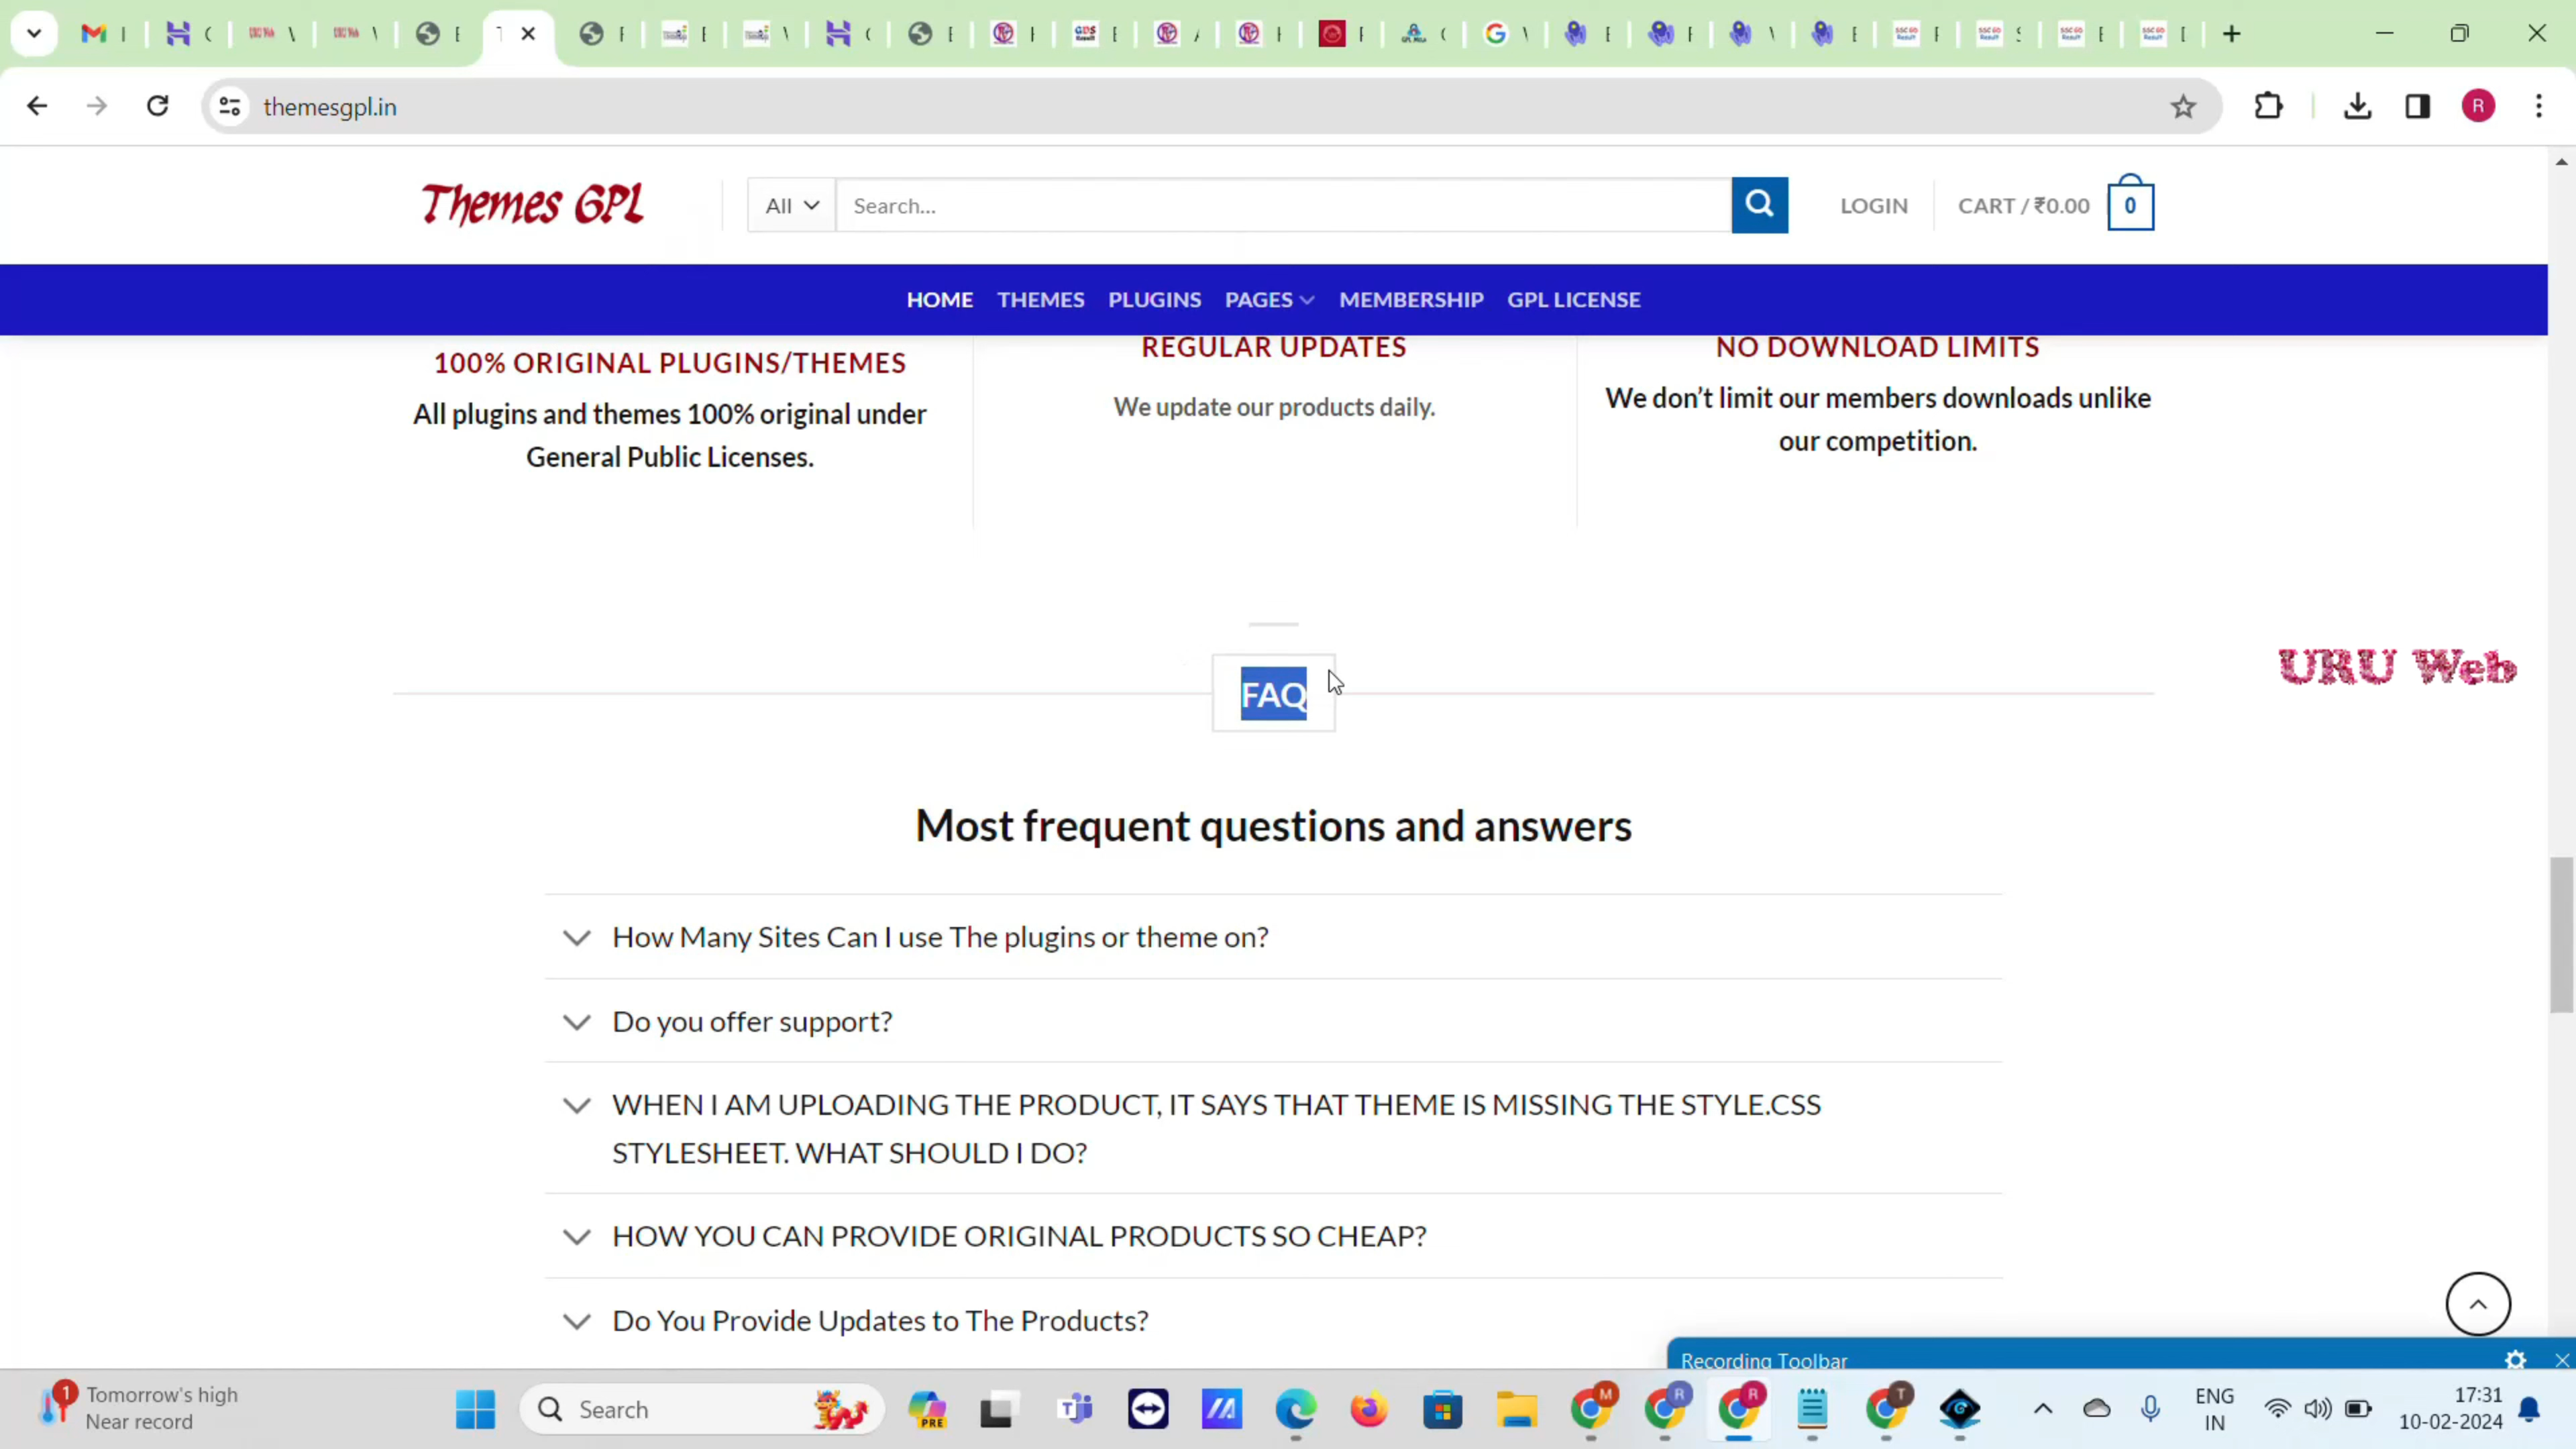 themesgpl.in
R
Themes GPL
All
Search...
LOGIN
CART / ₹0.00
0
HOME
THEMES
PLUGINS
PAGES
MEMBERSHIP
GPL LICENSE
100% ORIGINAL PLUGINS/THEMES
All plugins and themes 100% original under
General Public Licenses.
REGULAR UPDATES
We update our products daily.
NO DOWNLOAD LIMITS
We don't limit our members downloads unlike
our competition.
URU Web
FAQ
Most frequent questions and answers
How Many Sites Can I use The plugins or theme on?
Do you offer support?
WHEN I AM UPLOADING THE PRODUCT, IT SAYS THAT THEME IS MISSING THE STYLE.CSS
STYLESHEET. WHAT SHOULD I DO?
HOW YOU CAN PROVIDE ORIGINAL PRODUCTS SO CHEAP?
Do You Provide Updates to The Products?
Recording Toolbar
1
Tomorrow's high
Near record
Search
PRE
M
R
R
T
ENG
IN
17:31
10-02-2024